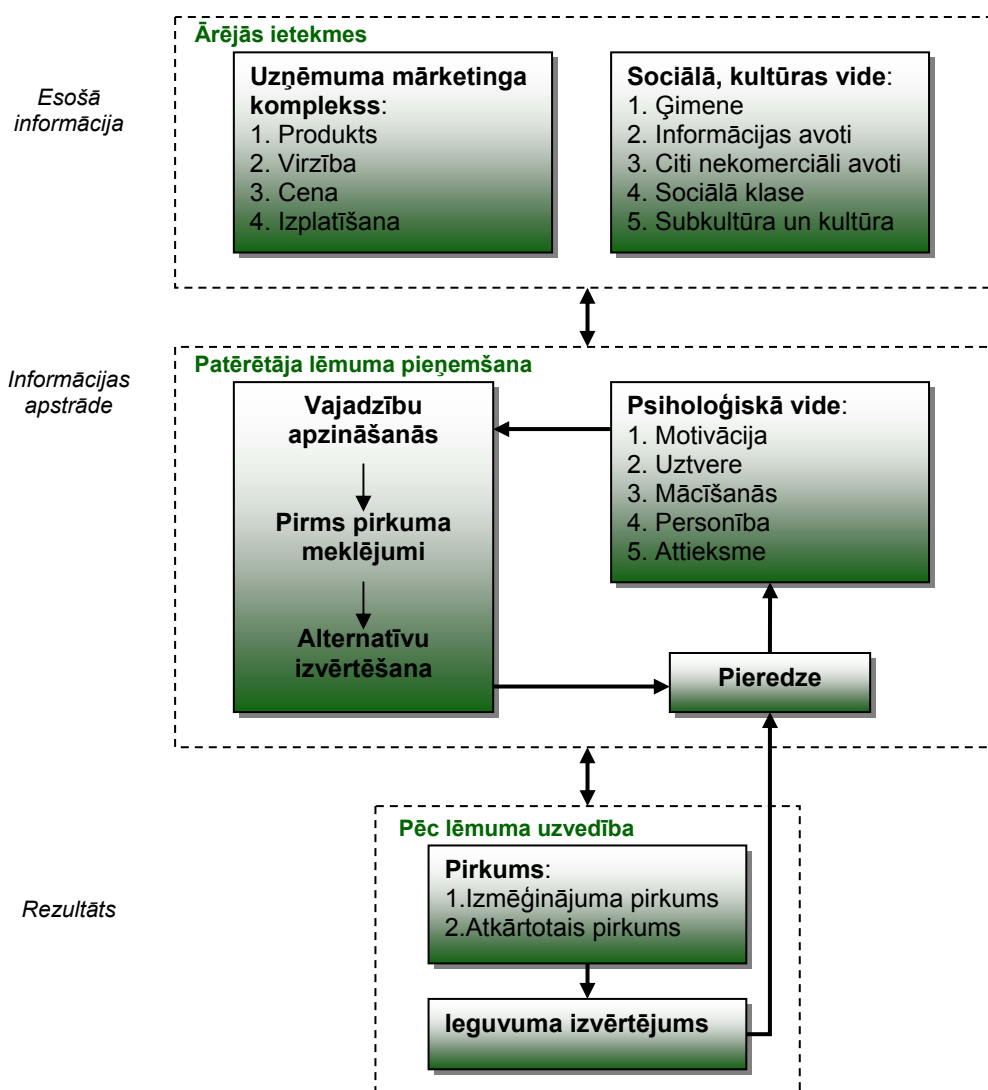 Ārējās ietekmes
Esošā
informācija
Uzņēmuma mārketinga
komplekss:
1. Produkts
2. Virzība
3. Cena
4. Izplatīšana
Sociālā, kultūras vide:
1. Ģimene
2. Informācijas avoti
3. Citi nekomerciāli avoti
4. Sociālā klase
5. Subkultūra un kultūra
Patērētāja lēmuma pieņemšana
Informācijas
apstrāde
Vajadzību
apzināšanās
Pirms pirkuma
meklējumi
Alternatīvu
izvērtēšana
Psiholoģiskā vide:
1. Motivācija
2. Uztvere
3. Mācīšanās
4. Personība
5. Attieksme
Pieredze
Pēc lēmuma uzvedība
Rezultāts
Pirkums:
1.Izmēģinājuma pirkums
2.Atkārtotais pirkums
Ieguvuma izvērtējums